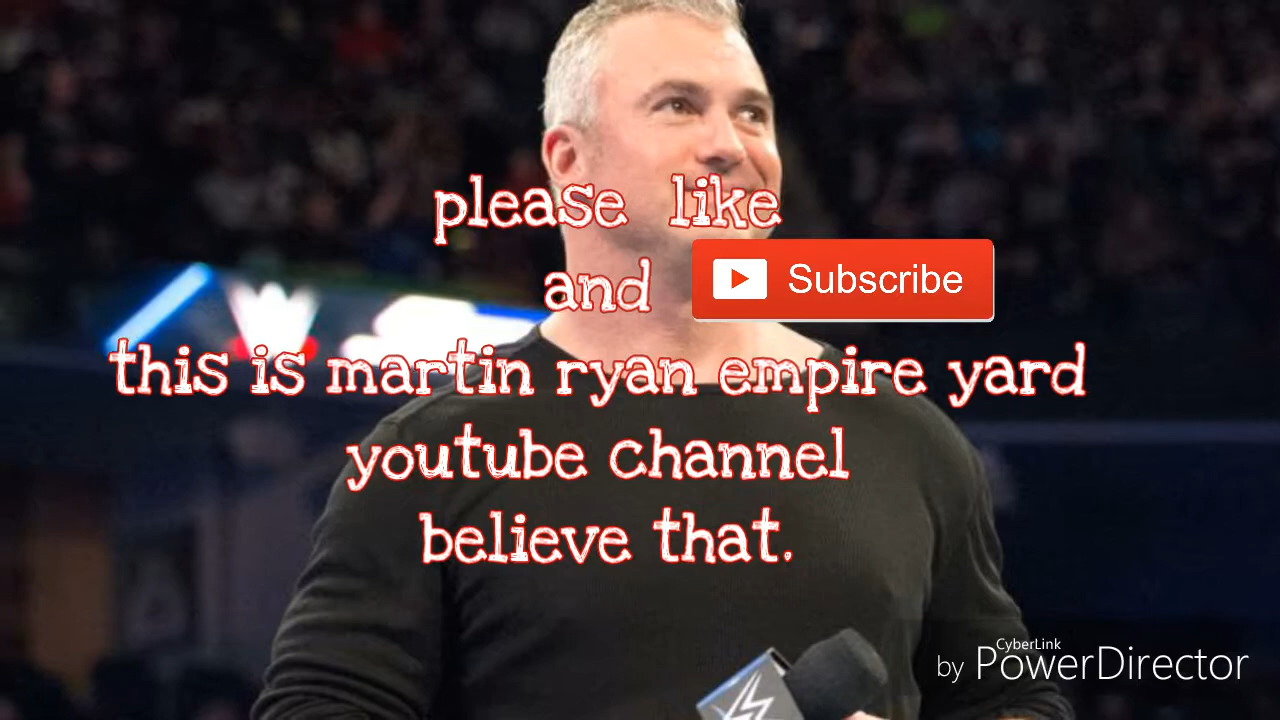 please like
and Subscribe
this is martin ryan empire yard
youtube channel
believe that.
CyberLink
by PowerDirector